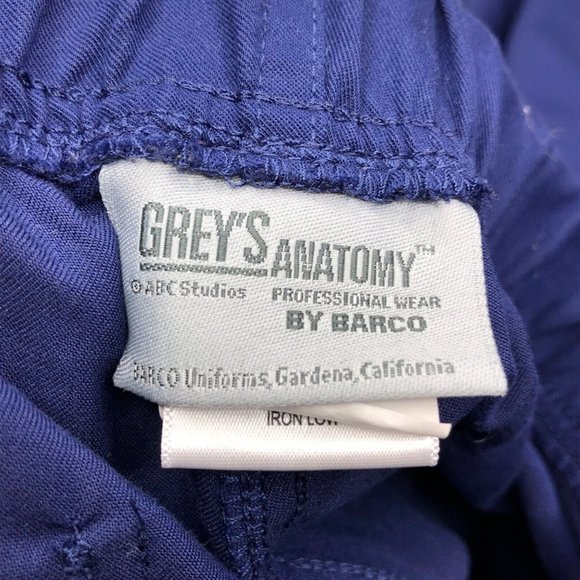 GREY'S ANATOMY™
© ABC Studios PROFESSIONAL WEAR
BY BARCO
BARCO Uniforms, Gardena, California
IRON LOW